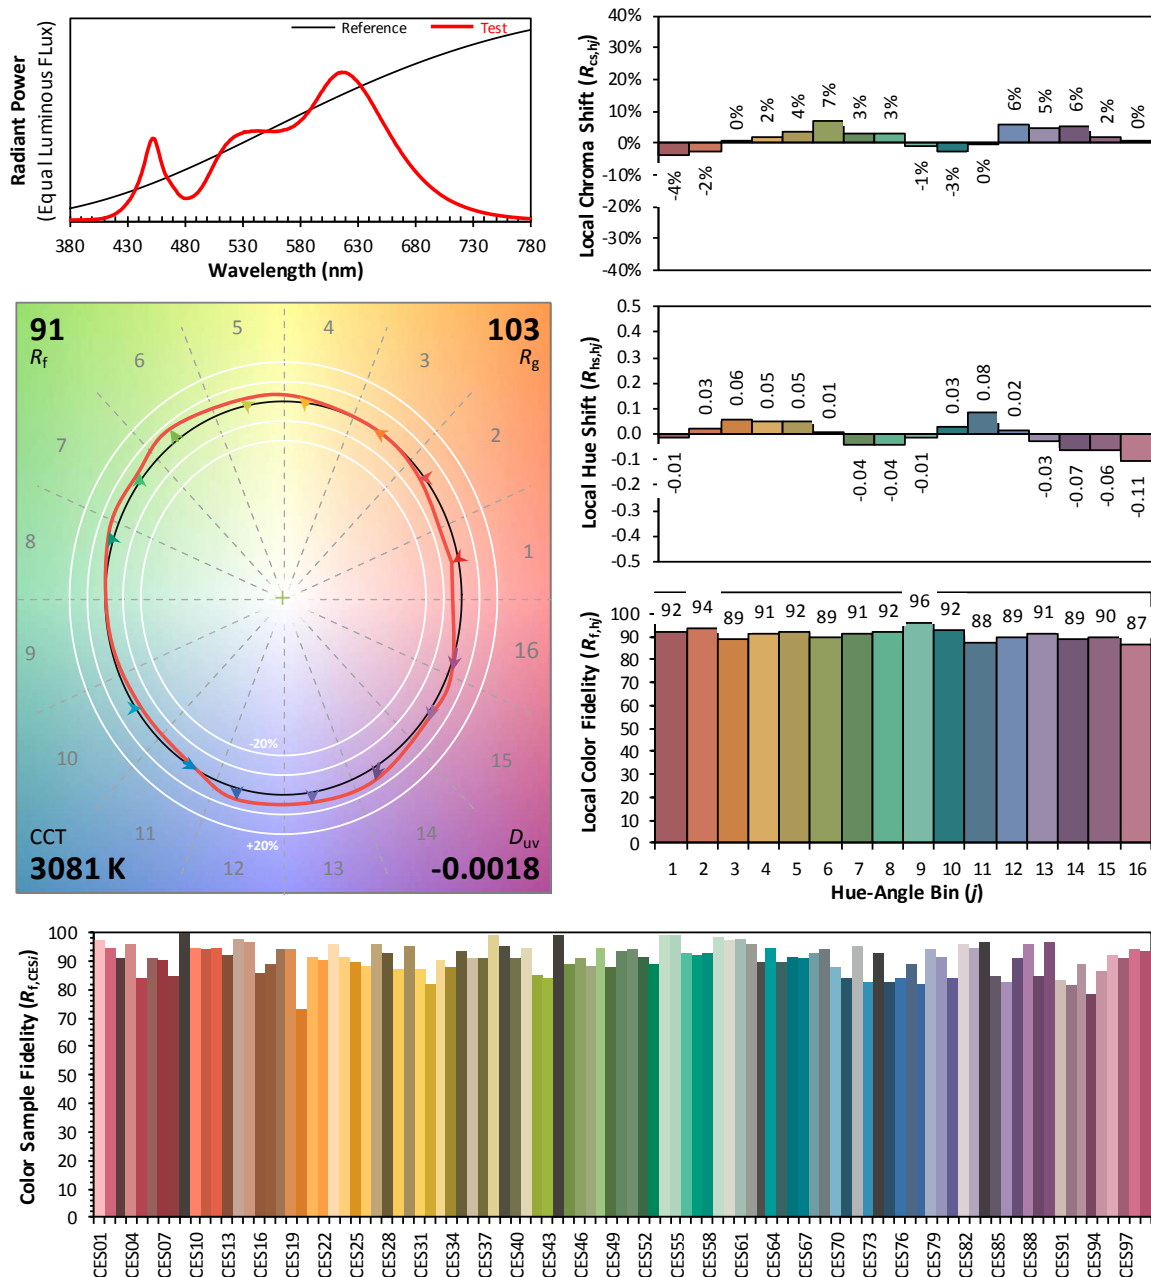 Radiant Power
(Equal Luminous FLux)
Reference
Test
380 430 480 530 580 630 680 730 780
Wavelength (nm)
Local Chroma Shift (Rcs,hj)
40%
30%
20%
10%
0%
-10%
-20%
-30%
-40%
-4% -2% 0% 2% 4% 7% 3% 3% -1% -3% 0% 6% 5% 6% 2% 0%
91
Rf
103
Rg
5 4
6 3
7 2
8 1
9 16
10 15
11 14
12 13
-20%
+20%
CCT
3081 K
Duv
-0.0018
Local Hue Shift (Rhs,hj)
0.5
0.4
0.3
0.2
0.1
0.0
-0.1
-0.2
-0.3
-0.4
-0.5
-0.01 0.03 0.06 0.05 0.05 0.01 -0.04 -0.04 -0.01 0.03 0.08 0.02 -0.03 -0.07 -0.06 -0.11
Local Color Fidelity (Rf,hj)
100
90
80
70
60
50
40
30
20
10
0
92 94 89 91 92 89 91 92 96 92 88 89 91 89 90 87
1 2 3 4 5 6 7 8 9 10 11 12 13 14 15 16
Hue-Angle Bin (j)
Color Sample Fidelity (Rf,CESi)
100
90
80
70
60
50
40
30
20
10
0
CES01 CES04 CES07 CES10 CES13 CES16 CES19 CES22 CES25 CES28 CES31 CES34 CES37 CES40 CES43 CES46 CES49 CES52 CES55 CES58 CES61 CES64 CES67 CES70 CES73 CES76 CES79 CES82 CES85 CES88 CES91 CES94 CES97